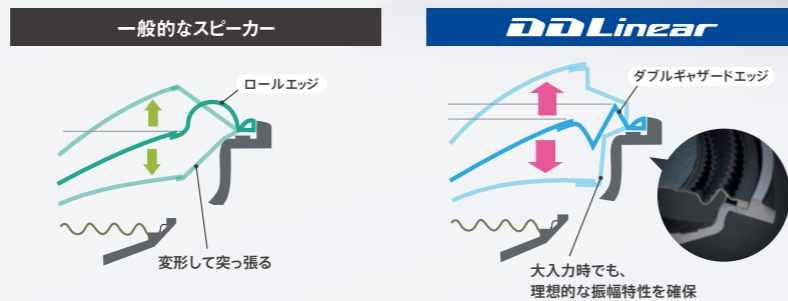 一般的なスピーカー
DDLinear
ロールエッジ
ダブルギャザードエッジ
変形して突っ張る
大入力時でも、
理想的な振幅特性を確保